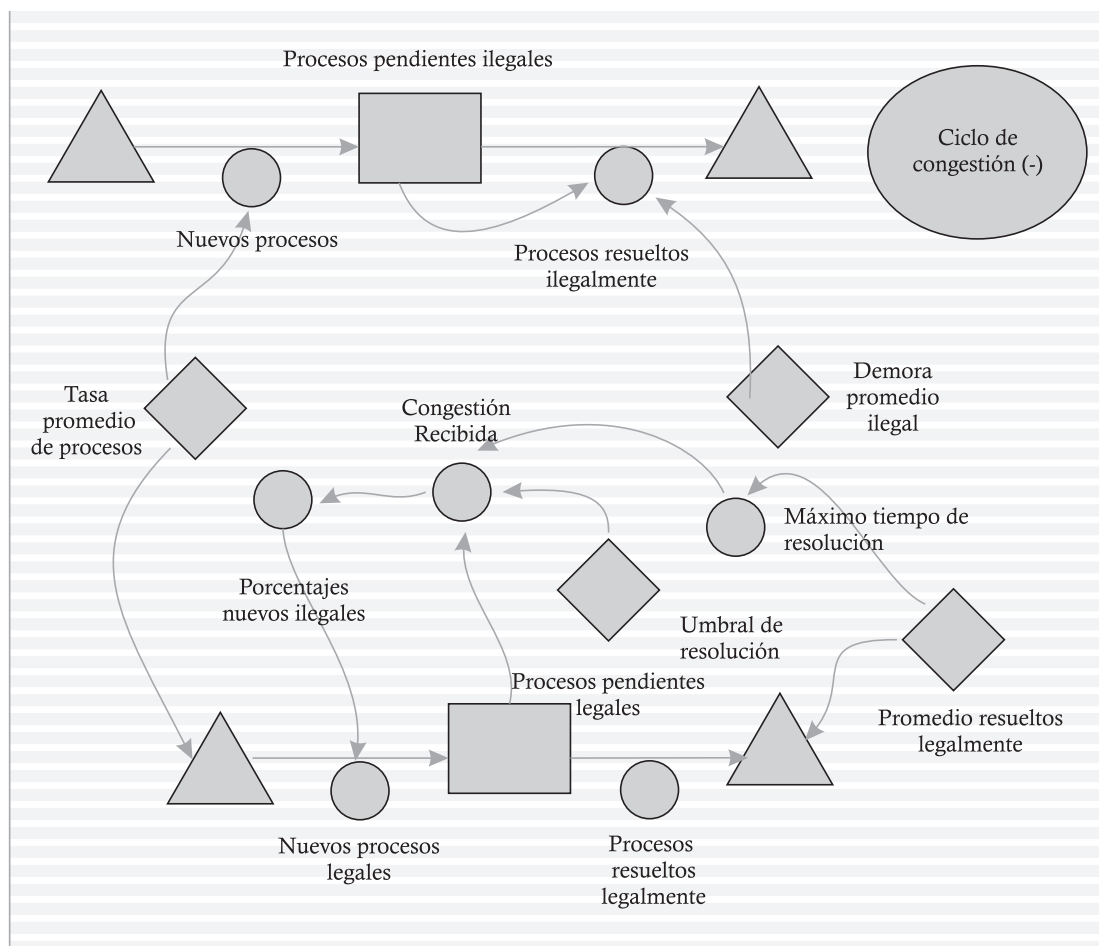 Procesos pendientes ilegales
Ciclo de
congestión (-)
Nuevos procesos
Procesos resueltos
ilegalmente
Tasa
promedio
de procesos
Demora
promedio
ilegal
Congestión
Recibida
Máximo tiempo de
resolución
Porcentajes
nuevos ilegales
Umbral de
resolución
Procesos pendientes
legales
Promedio resueltos
legalmente
Nuevos procesos
legales
Procesos
resueltos
legalmente